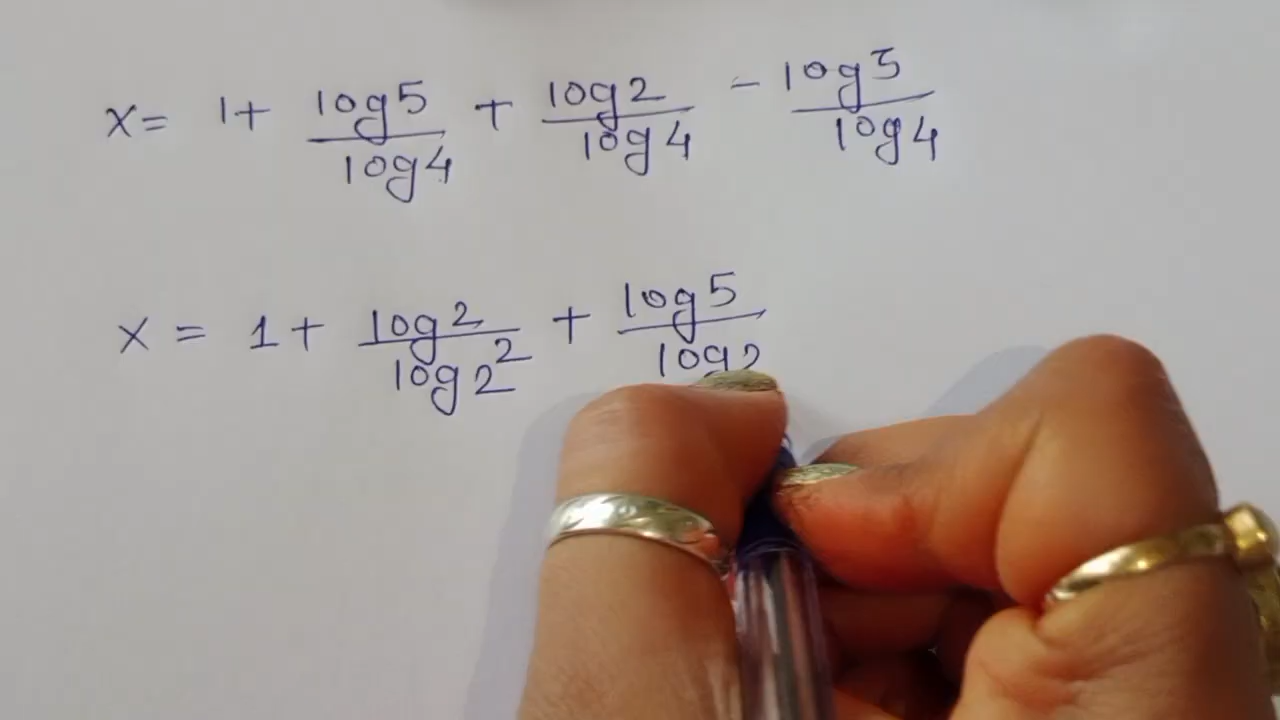 x = 1 + log5/log4 + log2/log4 - log3/log4
x = 1 + log2/log2² + log5/log2